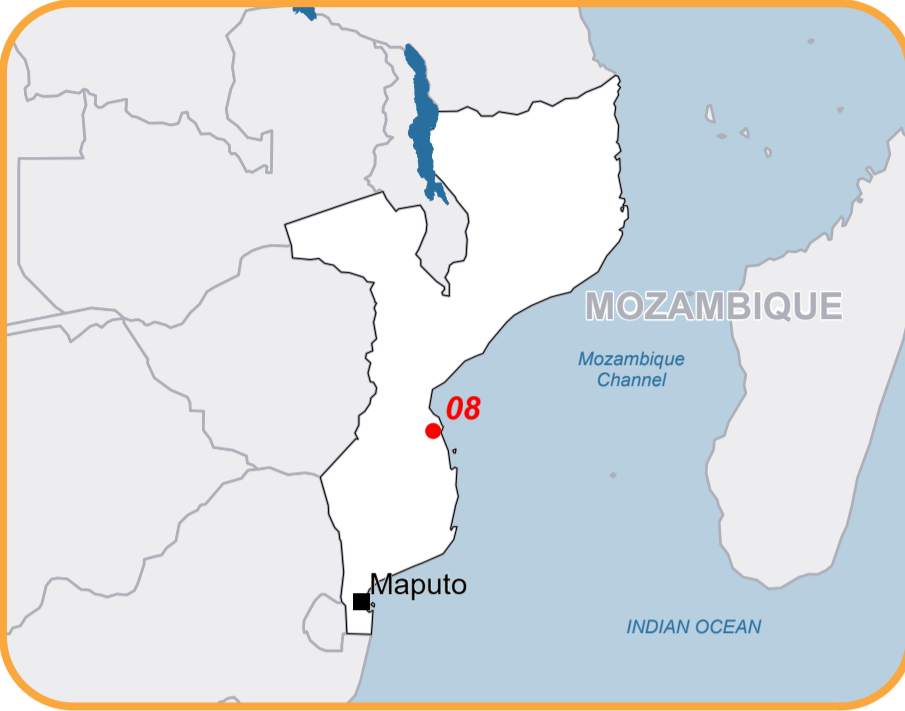 MOZAMBIQUE
Mozambique
Channel
08
Maputo
INDIAN OCEAN